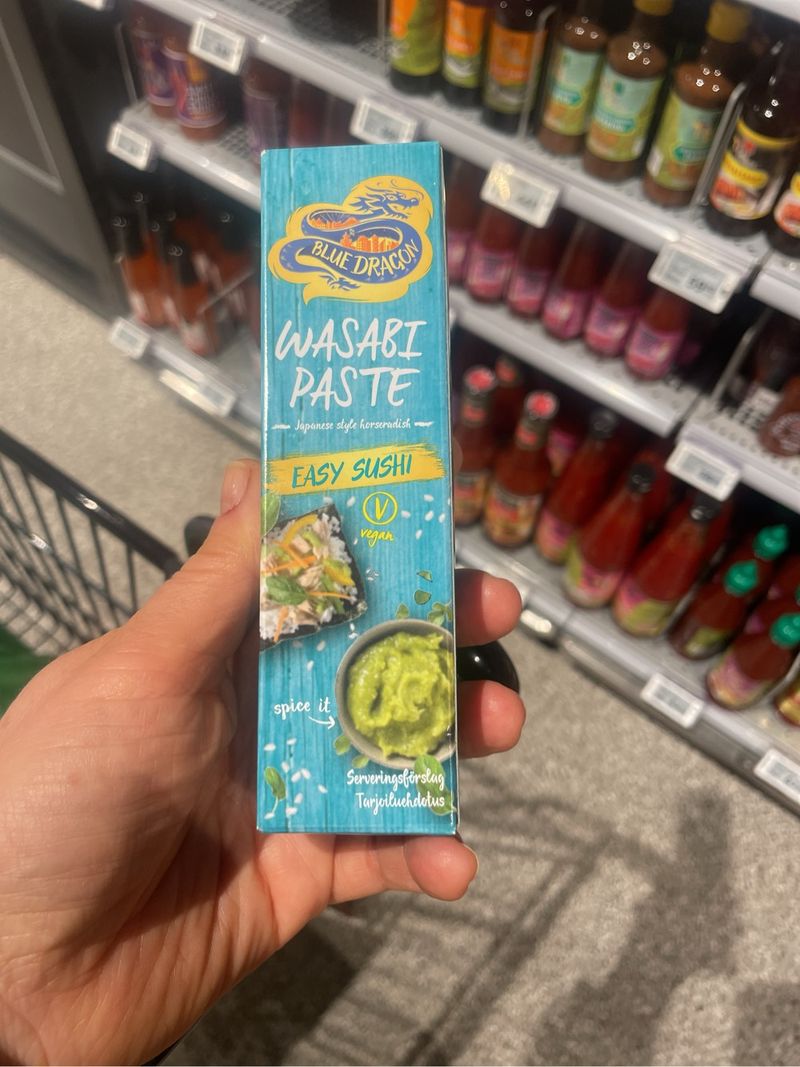 BLUE DRAGON
WASABI
PASTE
Japanese style horseradish
EASY SUSHI
V
vegan
spice it
Serveringsförslag
Tarjoiluehdotus